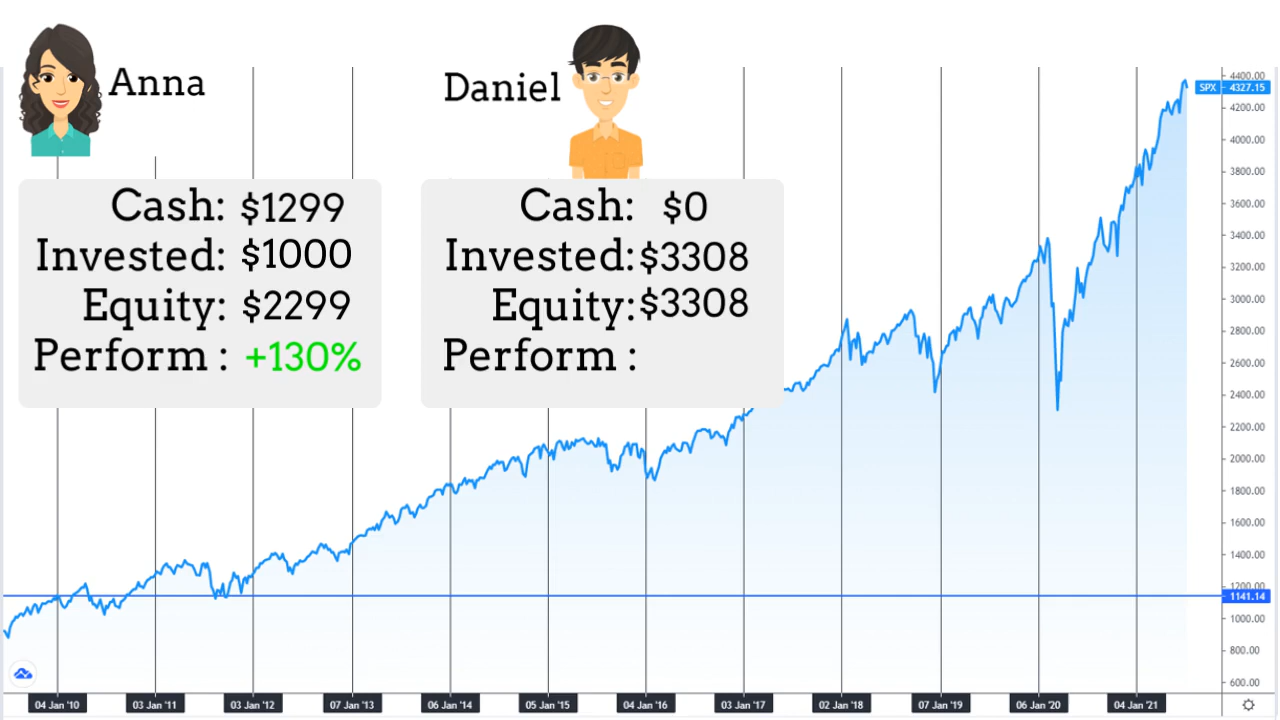 Anna
Cash: $1299
Invested: $1000
Equity: $2299
Perform : +130%
Daniel
Cash: $0
Invested: $3308
Equity: $3308
Perform :
4400.00
SPX 4327.15
4200.00
4000.00
3800.00
3600.00
3400.00
3200.00
3000.00
2800.00
2600.00
2400.00
2200.00
2000.00
1800.00
1600.00
1400.00
1200.00
1141.14
1000.00
800.00
600.00
04 Jan '10
03 Jan '11
03 Jan '12
07 Jan '13
06 Jan '14
05 Jan '15
04 Jan '16
03 Jan '17
02 Jan '18
07 Jan '19
06 Jan '20
04 Jan '21